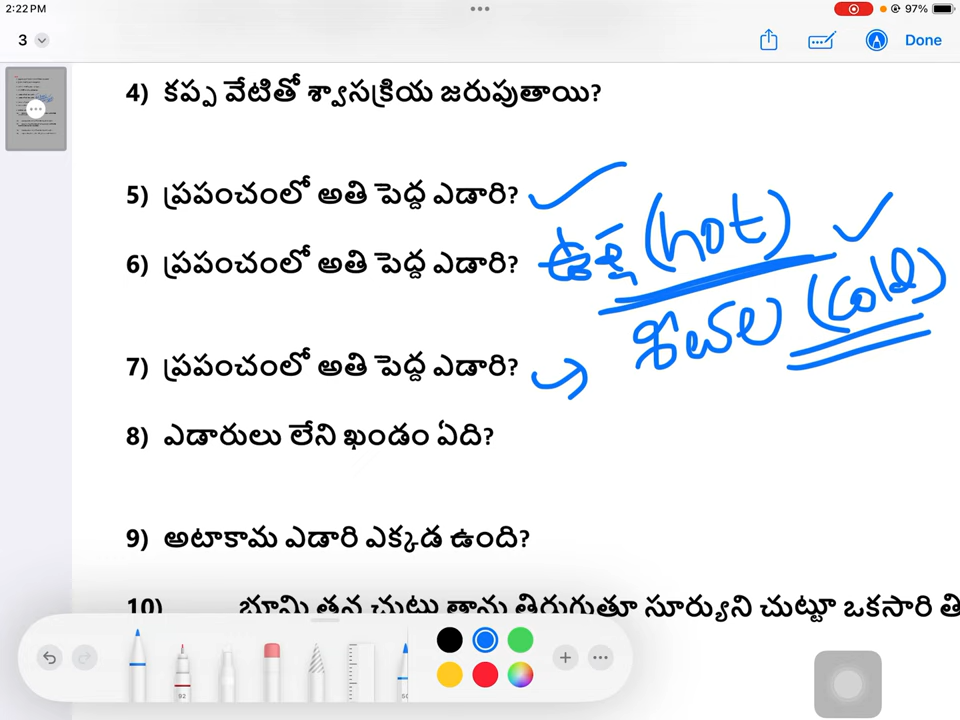 2:22 PM
97%
3
Done
4) కప్ప వేటితో శ్వాసక్రియ జరుపుతాయి?
5) ప్రపంచంలో అతి పెద్ద ఎడారి?
6) ప్రపంచంలో అతి పెద్ద ఎడారి? (hot)
శీతల (cold)
7) ప్రపంచంలో అతి పెద్ద ఎడారి?
8) ఎడారులు లేని ఖండం ఏది?
9) అటాకామ ఎడారి ఎక్కడ ఉంది?
10) భూమి తన చుట్టు తాను తిరుగుతూ సూర్యుని చుట్టూ ఒకసారి
92